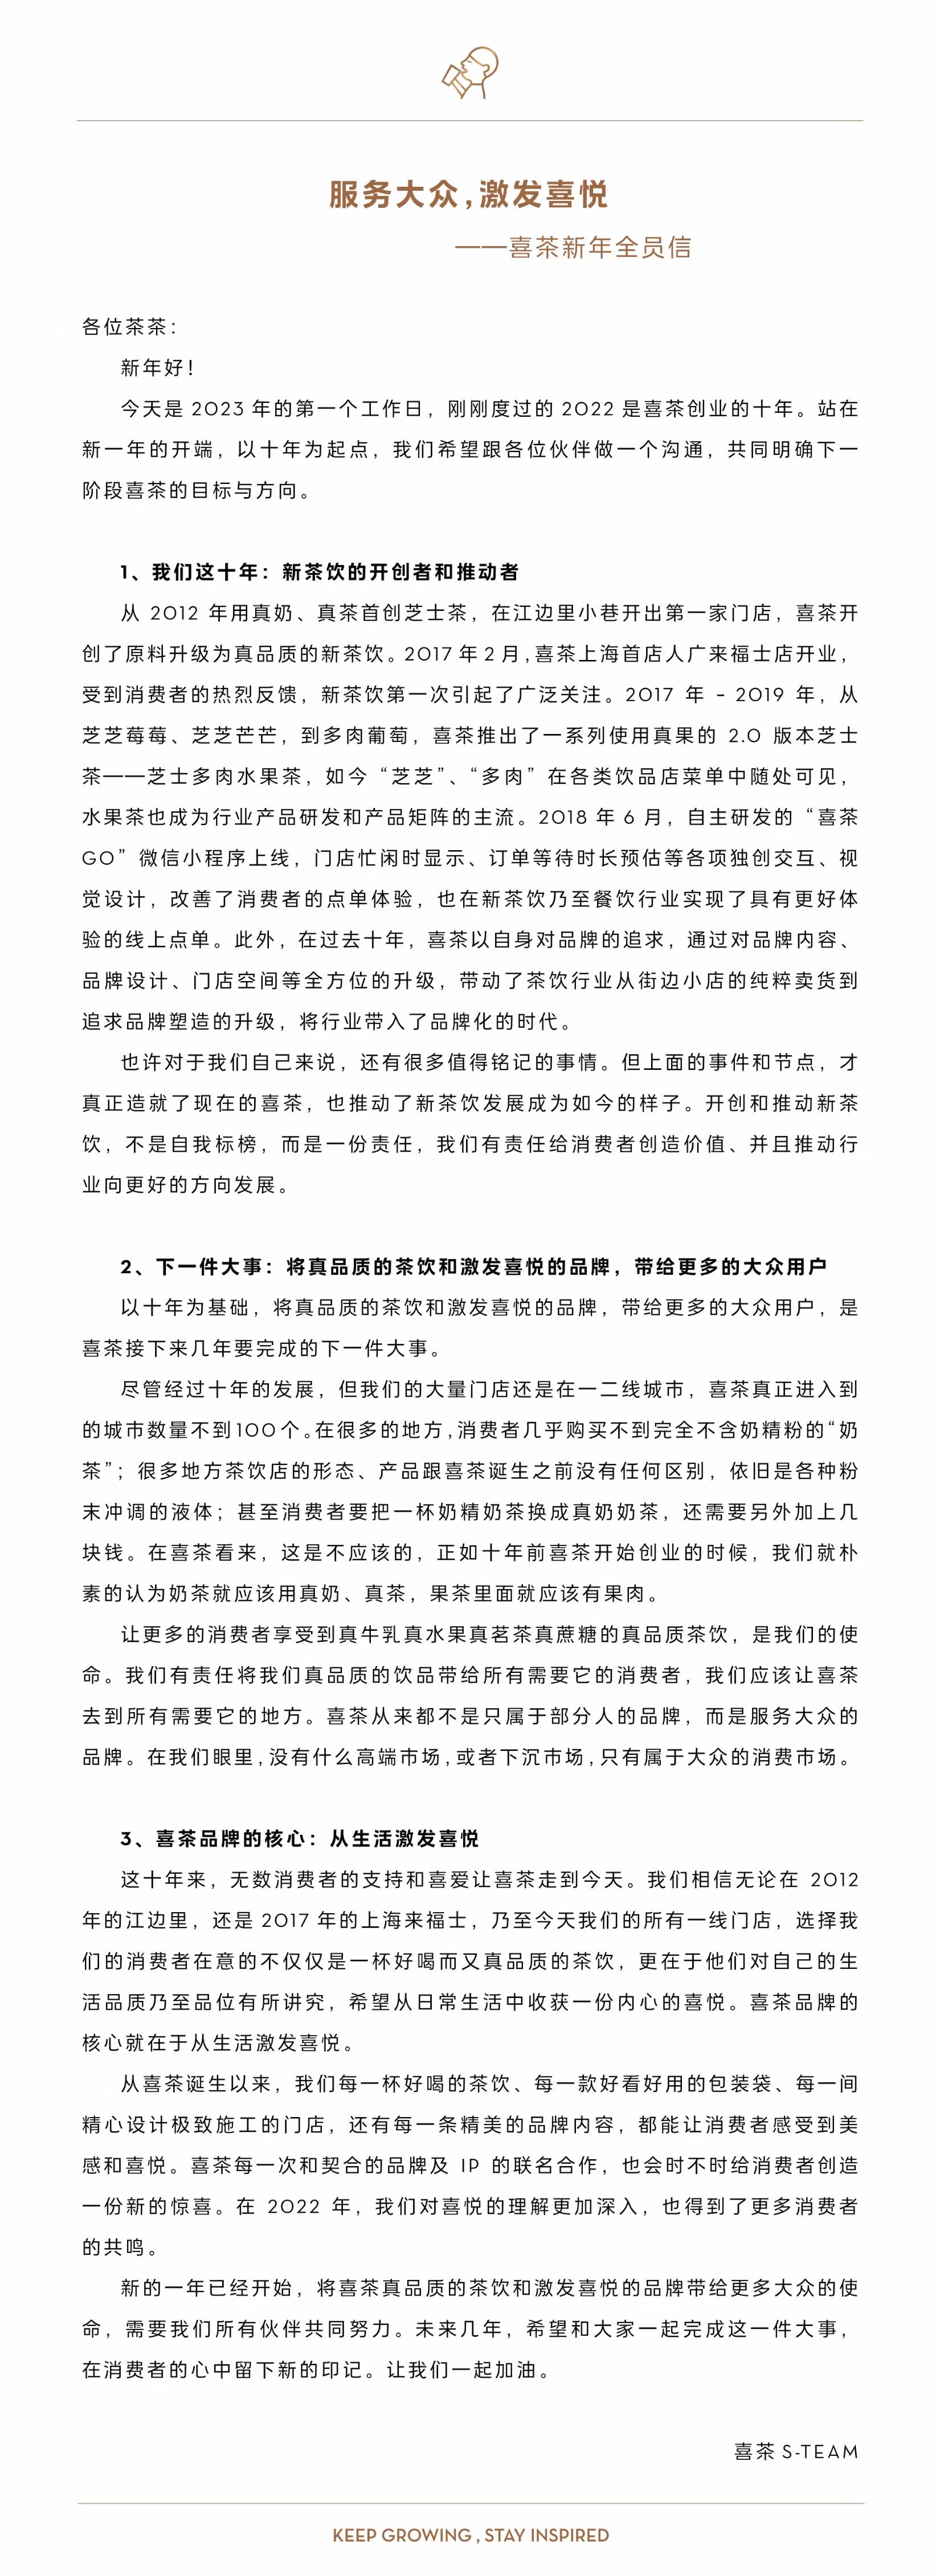 服务大众,激发喜悦
——喜茶新年全员信
各位茶茶：
新年好！
今天是 2023 年的第一个工作日，刚刚度过的 2022 是喜茶创业的十年。站在
新一年的开端，以十年为起点，我们希望跟各位伙伴做一个沟通，共同明确下一
阶段喜茶的目标与方向。
1、我们这十年：新茶饮的开创者和推动者
从 2012 年用真奶、真茶首创芝士茶，在江边里小巷开出第一家门店，喜茶开
创了原料升级为真品质的新茶饮。2017 年 2 月,喜茶上海首店人广来福士店开业，
受到消费者的热烈反馈，新茶饮第一次引起了广泛关注。2017 年 - 2019 年，从
芝芝莓莓、芝芝芒芒，到多肉葡萄，喜茶推出了一系列使用真果的 2.0 版本芝士
茶——芝士多肉水果茶，如今 “芝芝”、“多肉” 在各类饮品店菜单中随处可见，
水果茶也成为行业产品研发和产品矩阵的主流。2018 年 6 月，自主研发的 “喜茶
GO” 微信小程序上线，门店忙闲时显示、订单等待时长预估等各项独创交互、视
觉设计，改善了消费者的点单体验，也在新茶饮乃至餐饮行业实现了具有更好体
验的线上点单。此外，在过去十年，喜茶以自身对品牌的追求，通过对品牌内容、
品牌设计、门店空间等全方位的升级，带动了茶饮行业从街边小店的纯粹卖货到
追求品牌塑造的升级，将行业带入了品牌化的时代。
也许对于我们自己来说，还有很多值得铭记的事情。但上面的事件和节点，才
真正造就了现在的喜茶，也推动了新茶饮发展成为如今的样子。开创和推动新茶
饮，不是自我标榜，而是一份责任，我们有责任给消费者创造价值、并且推动行
业向更好的方向发展。
2、下一件大事：将真品质的茶饮和激发喜悦的品牌，带给更多的大众用户
以十年为基础，将真品质的茶饮和激发喜悦的品牌，带给更多的大众用户，是
喜茶接下来几年要完成的下一件大事。
尽管经过十年的发展，但我们的大量门店还是在一二线城市，喜茶真正进入到
的城市数量不到100个。在很多的地方,消费者几乎购买不到完全不含奶精粉的“奶
茶”；很多地方茶饮店的形态、产品跟喜茶诞生之前没有任何区别，依旧是各种粉
末冲调的液体；甚至消费者要把一杯奶精奶茶换成真奶奶茶，还需要另外加上几
块钱。在喜茶看来，这是不应该的，正如十年前喜茶开始创业的时候，我们就朴
素的认为奶茶就应该用真奶、真茶，果茶里面就应该有果肉。
让更多的消费者享受到真牛乳真水果真茗茶真蔗糖的真品质茶饮，是我们的使
命。我们有责任将我们真品质的饮品带给所有需要它的消费者，我们应该让喜茶
去到所有需要它的地方。喜茶从来都不是只属于部分人的品牌，而是服务大众的
品牌。在我们眼里,没有什么高端市场,或者下沉市场,只有属于大众的消费市场。
3、喜茶品牌的核心：从生活激发喜悦
这十年来，无数消费者的支持和喜爱让喜茶走到今天。我们相信无论在 2012
年的江边里，还是 2017 年的上海来福士，乃至今天我们的所有一线门店，选择我
们的消费者在意的不仅仅是一杯好喝而又真品质的茶饮，更在于他们对自己的生
活品质乃至品位有所讲究，希望从日常生活中收获一份内心的喜悦。喜茶品牌的
核心就在于从生活激发喜悦。
从喜茶诞生以来，我们每一杯好喝的茶饮、每一款好看好用的包装袋、每一间
精心设计极致施工的门店，还有每一条精美的品牌内容，都能让消费者感受到美
感和喜悦。喜茶每一次和契合的品牌及 IP 的联名合作，也会时不时给消费者创造
一份新的惊喜。在 2022 年，我们对喜悦的理解更加深入，也得到了更多消费者
的共鸣。
新的一年已经开始，将喜茶真品质的茶饮和激发喜悦的品牌带给更多大众的使
命，需要我们所有伙伴共同努力。未来几年，希望和大家一起完成这一件大事，
在消费者的心中留下新的印记。让我们一起加油。
喜茶 S-TEAM
KEEP GROWING , STAY INSPIRED